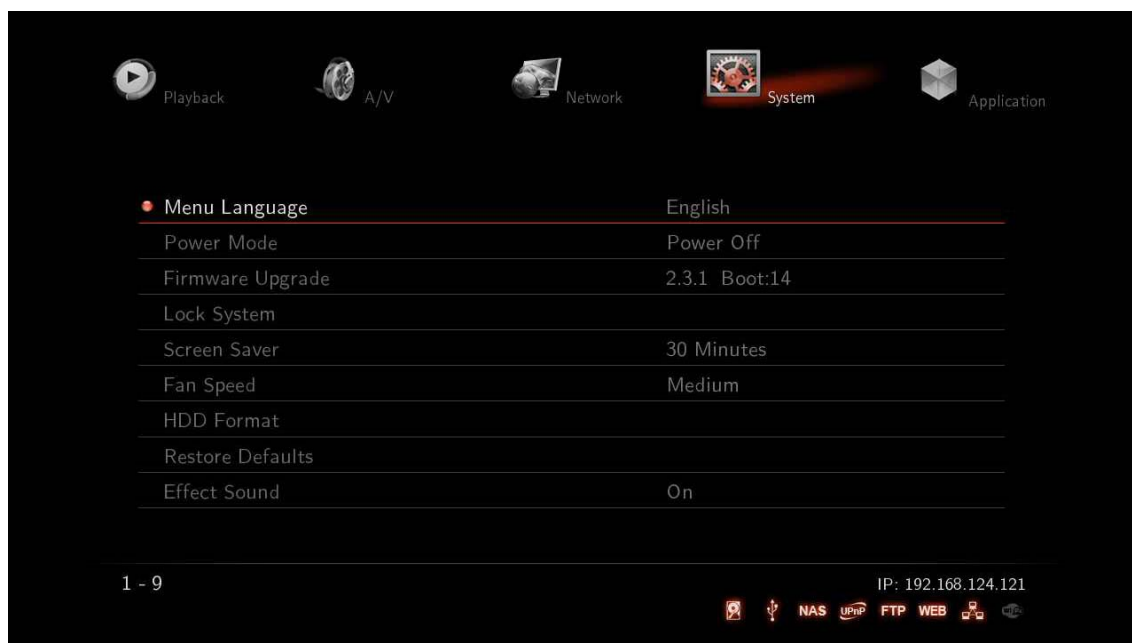 Playback A/V Network System Application
Menu Language English
Power Mode Power Off
Firmware Upgrade 2.3.1 Boot:14
Lock System
Screen Saver 30 Minutes
Fan Speed Medium
HDD Format
Restore Defaults
Effect Sound On
1 - 9 IP: 192.168.124.121
NAS UPnP FTP WEB